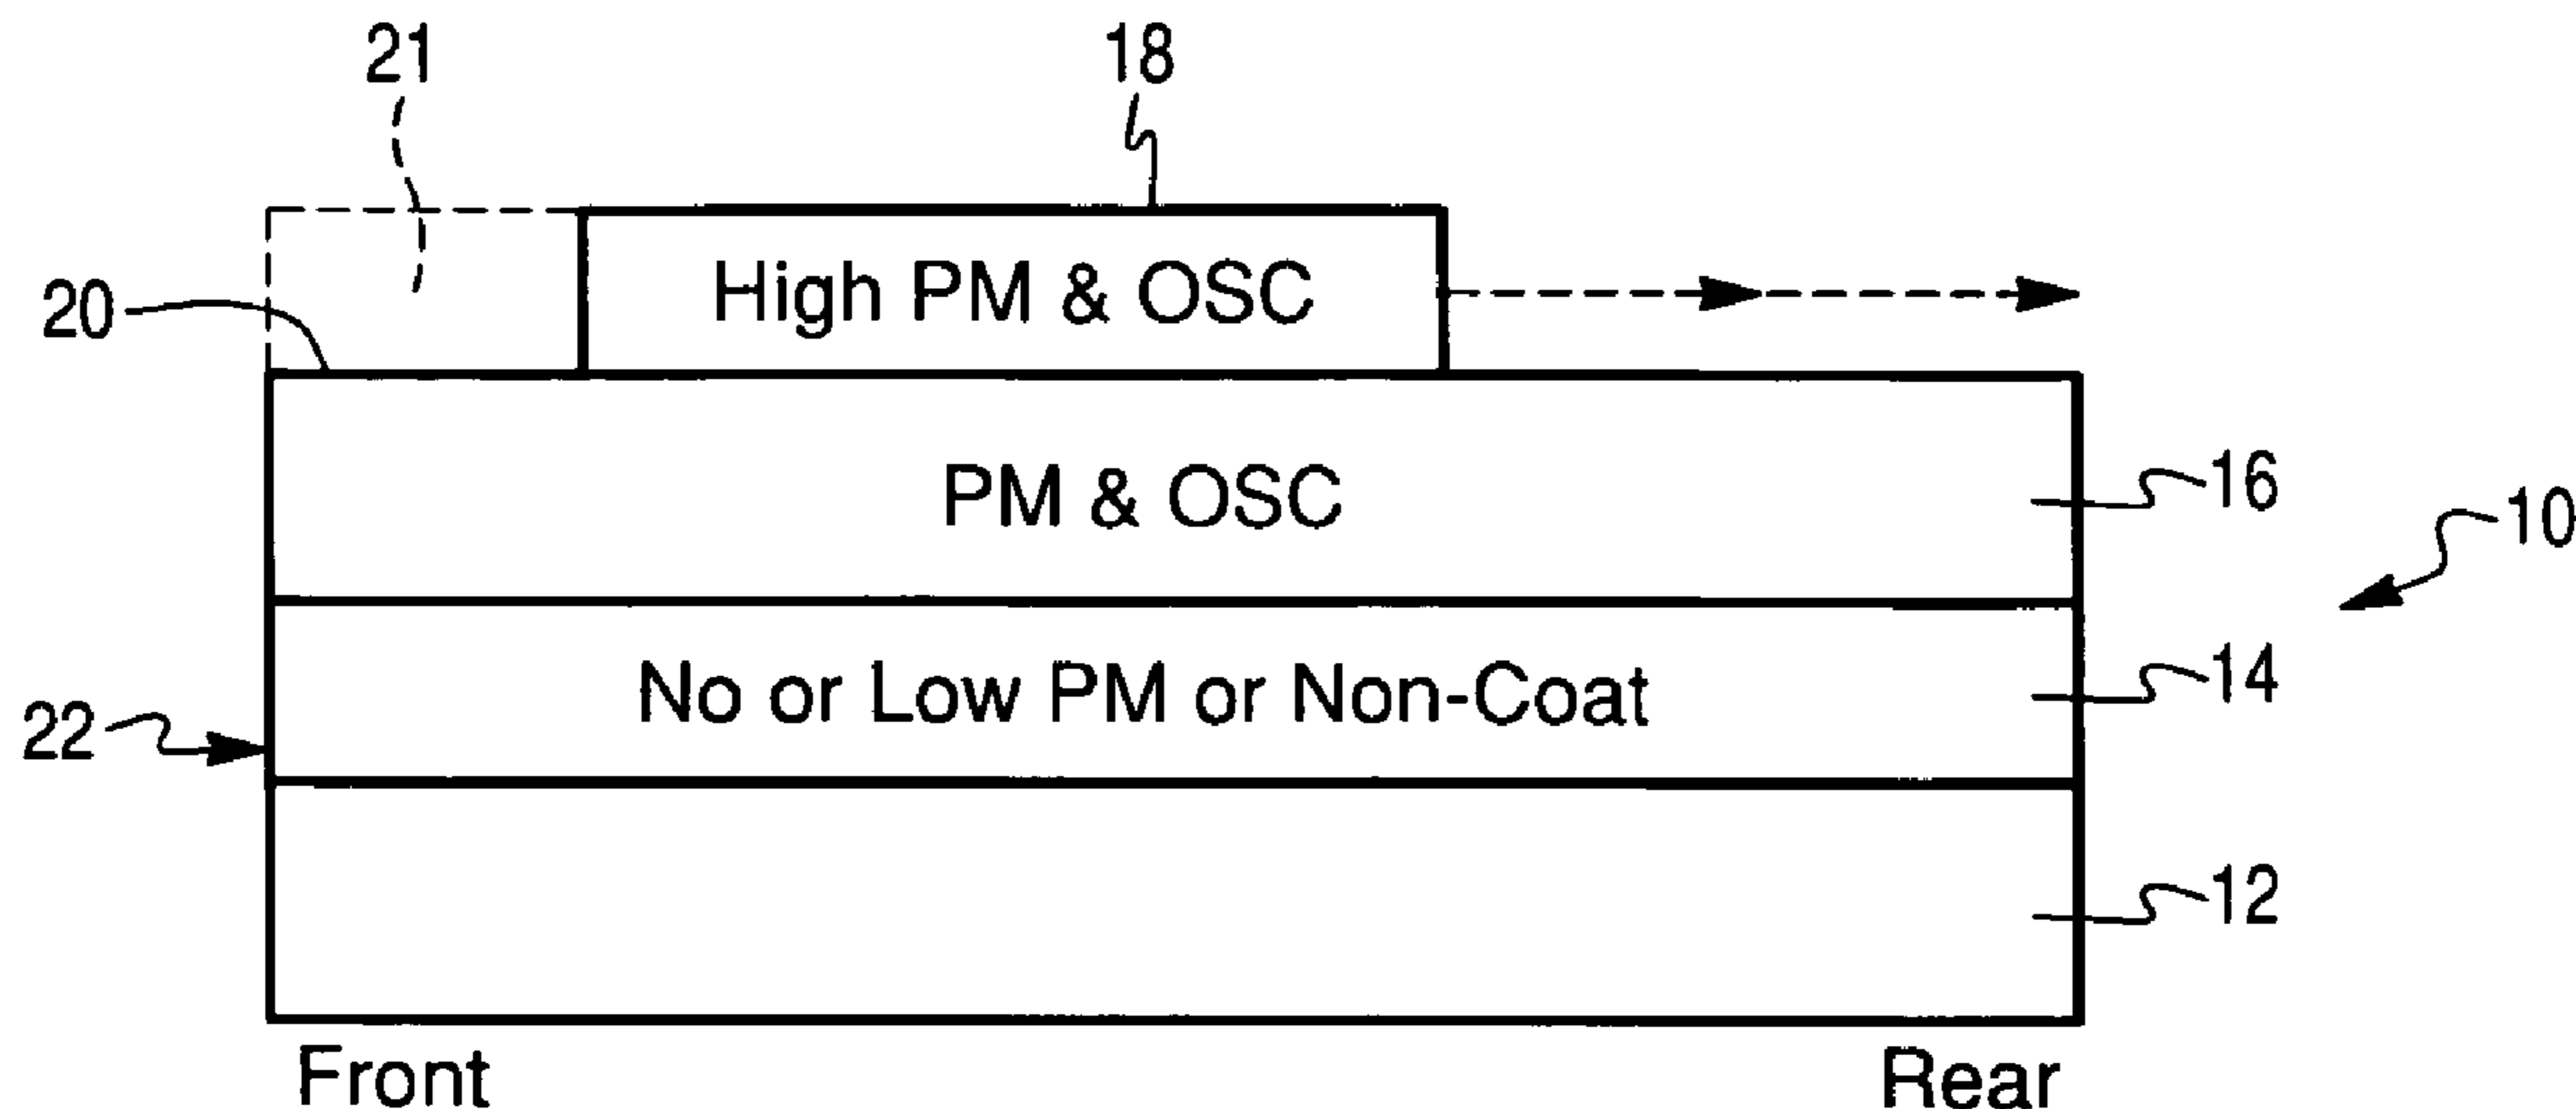 21
18
20
High PM & OSC
PM & OSC
16
10
No or Low PM or Non-Coat
14
22
12
Front
Rear